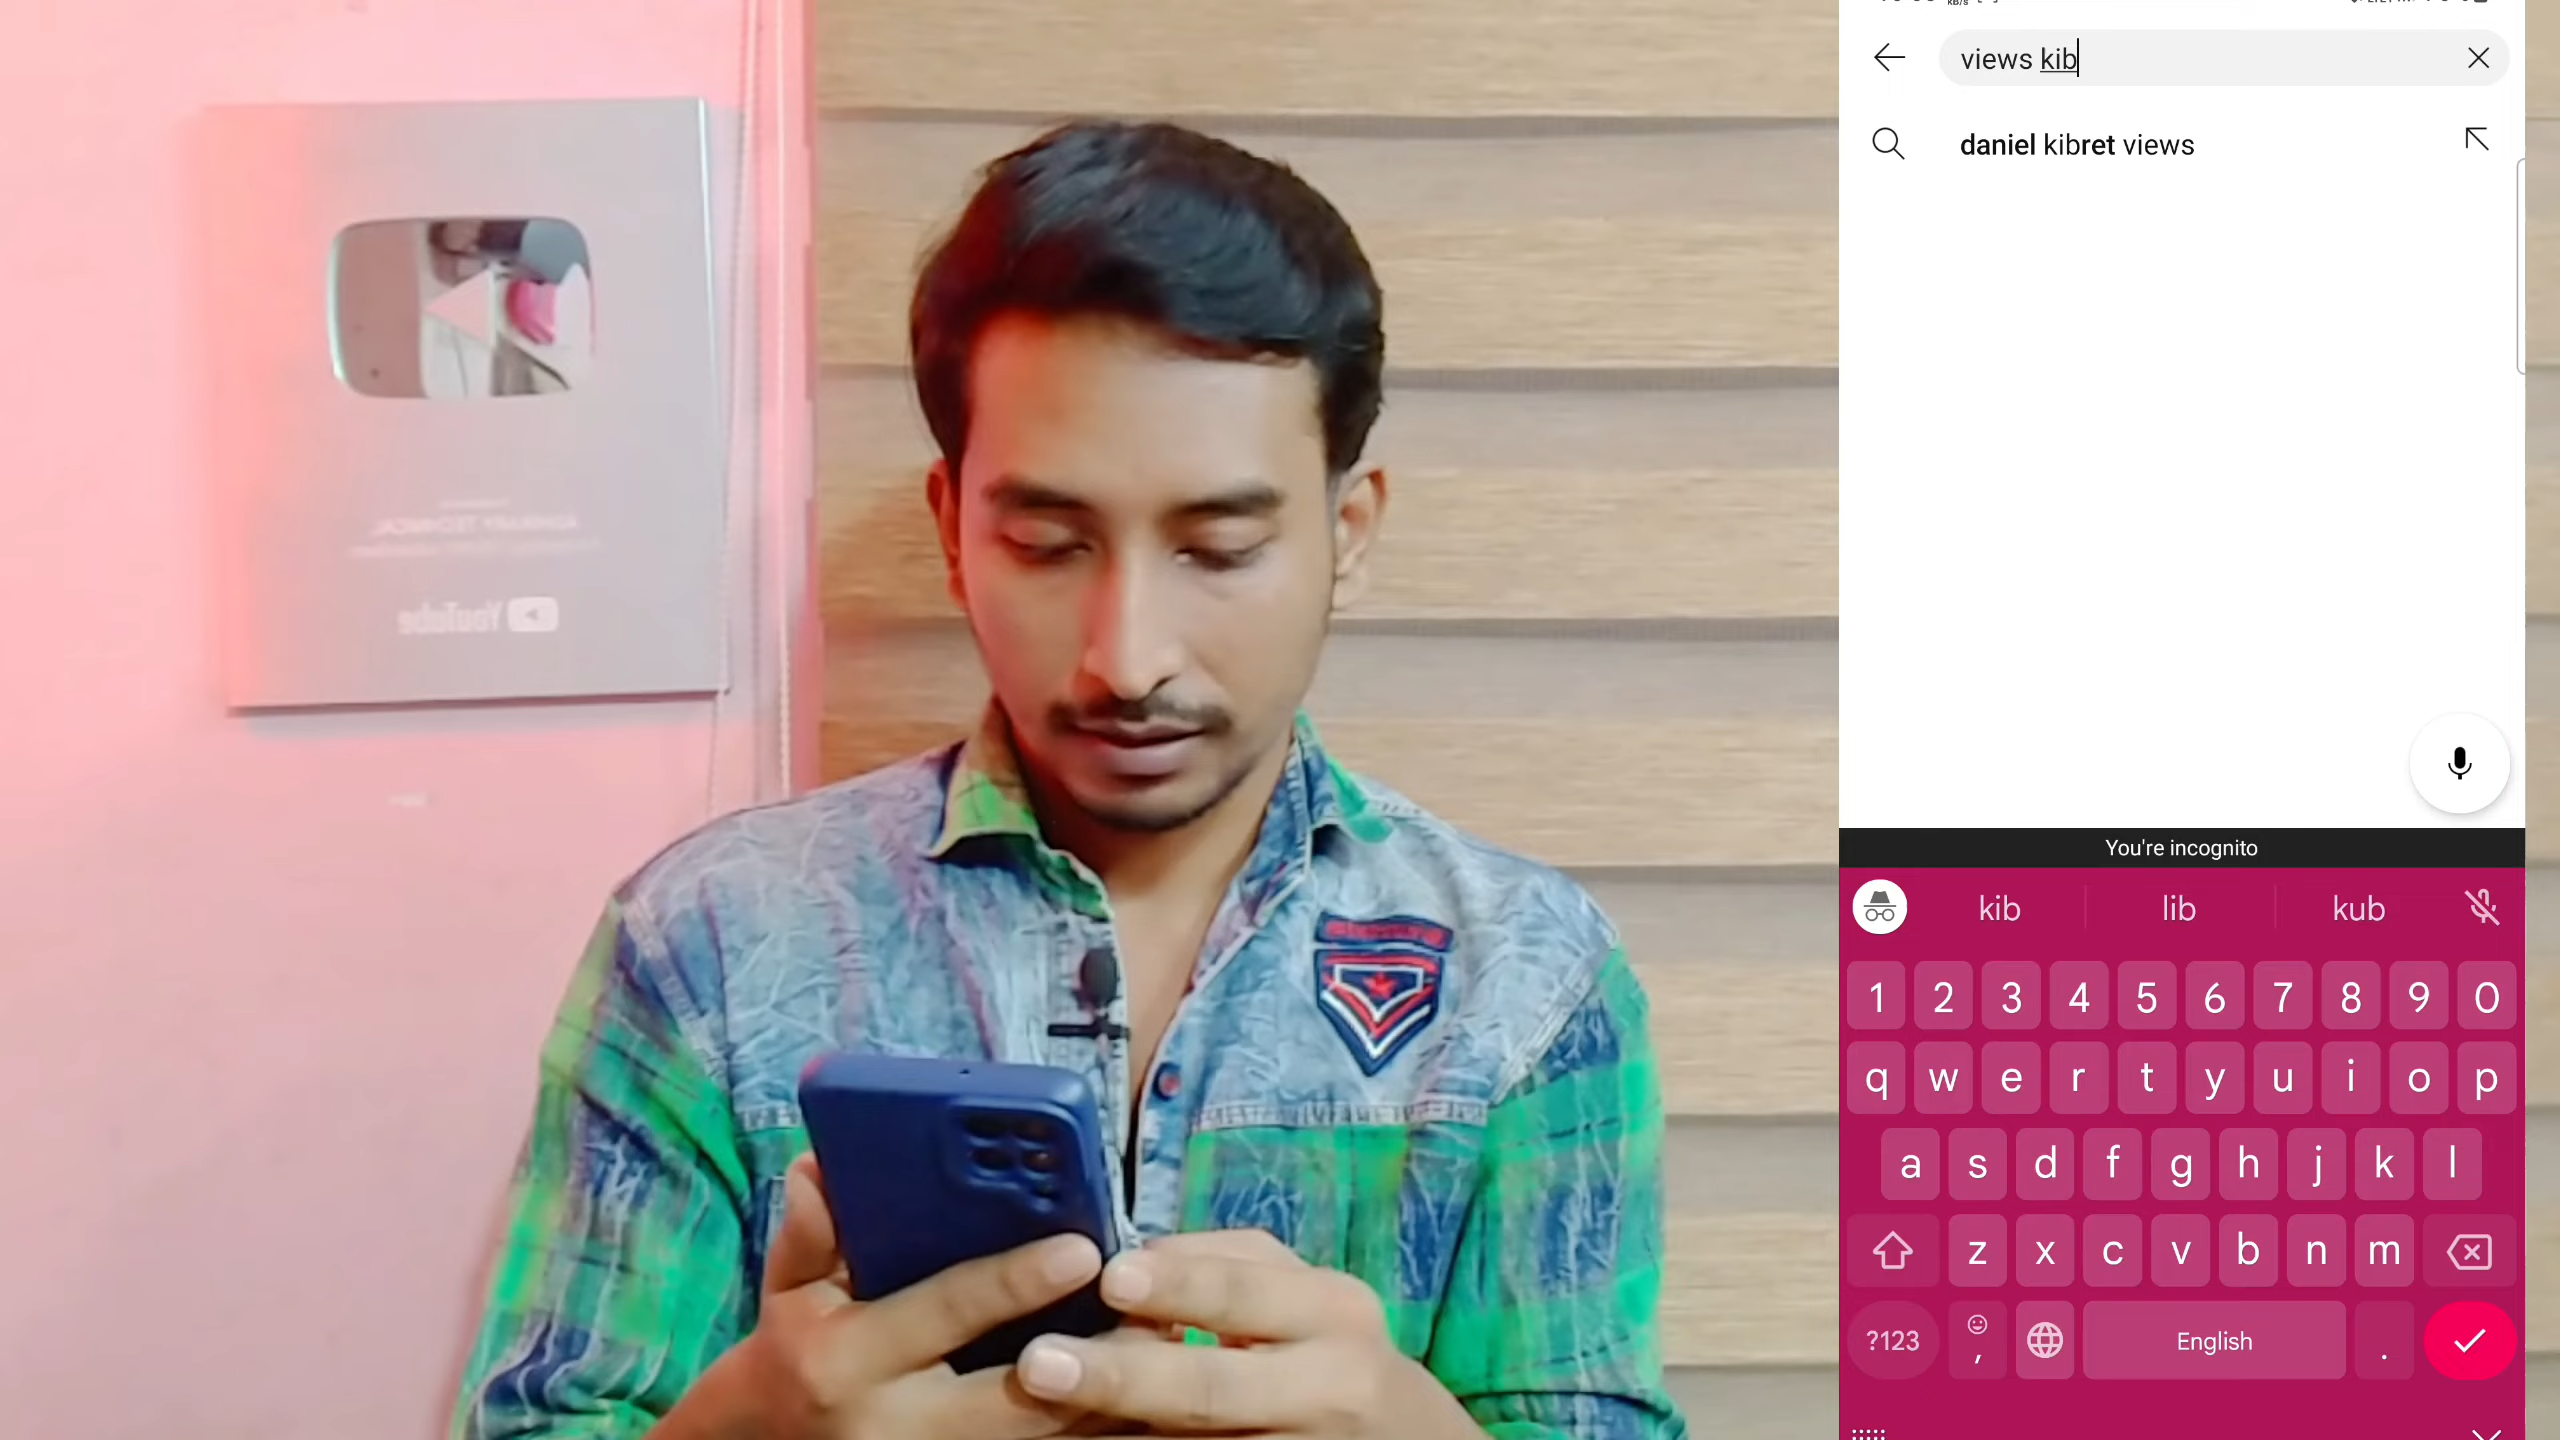 YouTube
views kib
daniel kibret views
You're incognito
kib lib kub
1 2 3 4 5 6 7 8 9 0
q w e r t y u i o p
a s d f g h j k l
z x c v b n m
?123 , English .